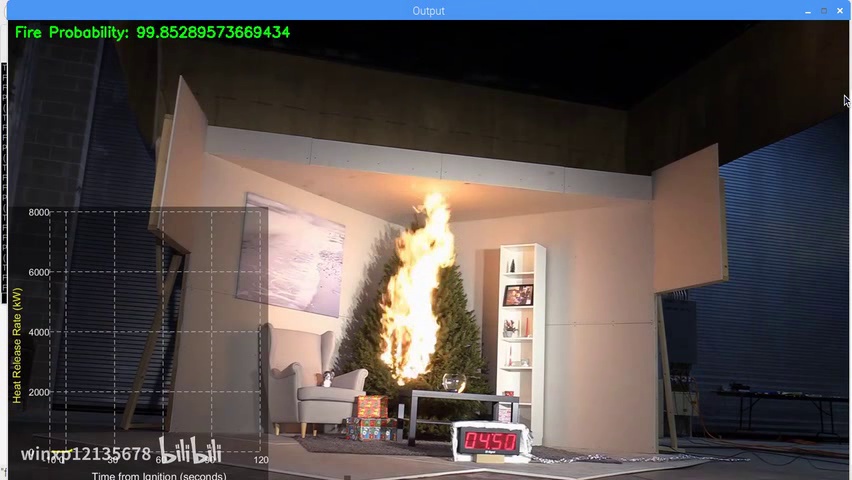 Output
Fire Probability: 99.85289573669434
8000
6000
4000
2000
Heat Release Rate (kW)
04:50
winxp12135678 bilibili
120
Time from Ignition (seconds)